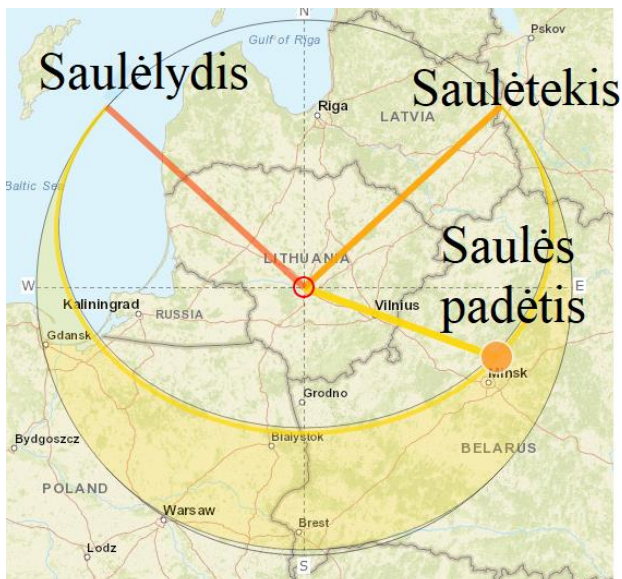 N
Pskov
Gulf of Riga
Saulėlydis
Saulėtekis
Riga
LATVIA
Baltic Sea
Saulės
padėtis
LITHUANIA
W
E
Kaliningrad
Vilnius
RUSSIA
Gdansk
Minsk
Grodno
Bialystok
Bydgoszcz
BELARUS
POLAND
Warsaw
Brest
Lodz
S